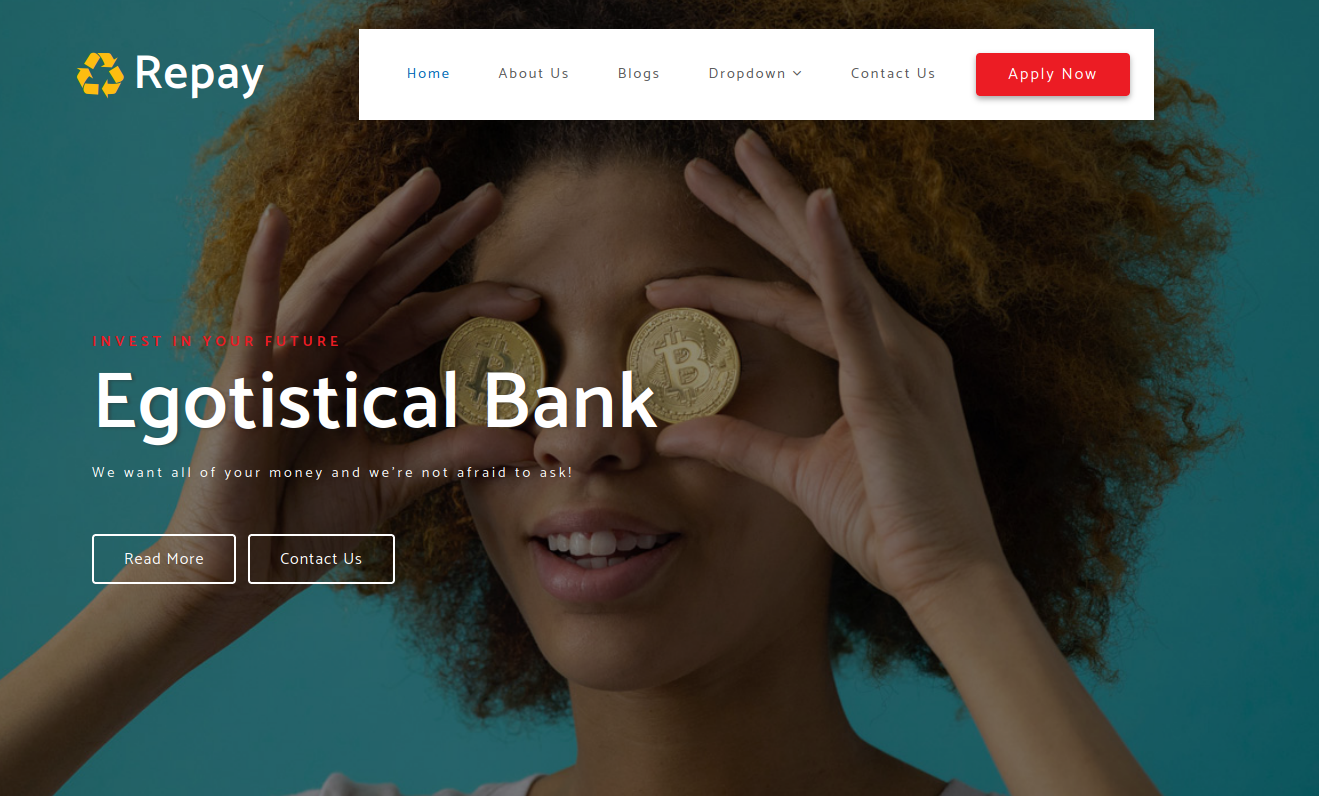 Repay
Home
About Us
Blogs
Dropdown
Contact Us
Apply Now
INVEST IN YOUR FUTURE
Egotistical Bank
We want all of your money and we're not afraid to ask!
Read More
Contact Us